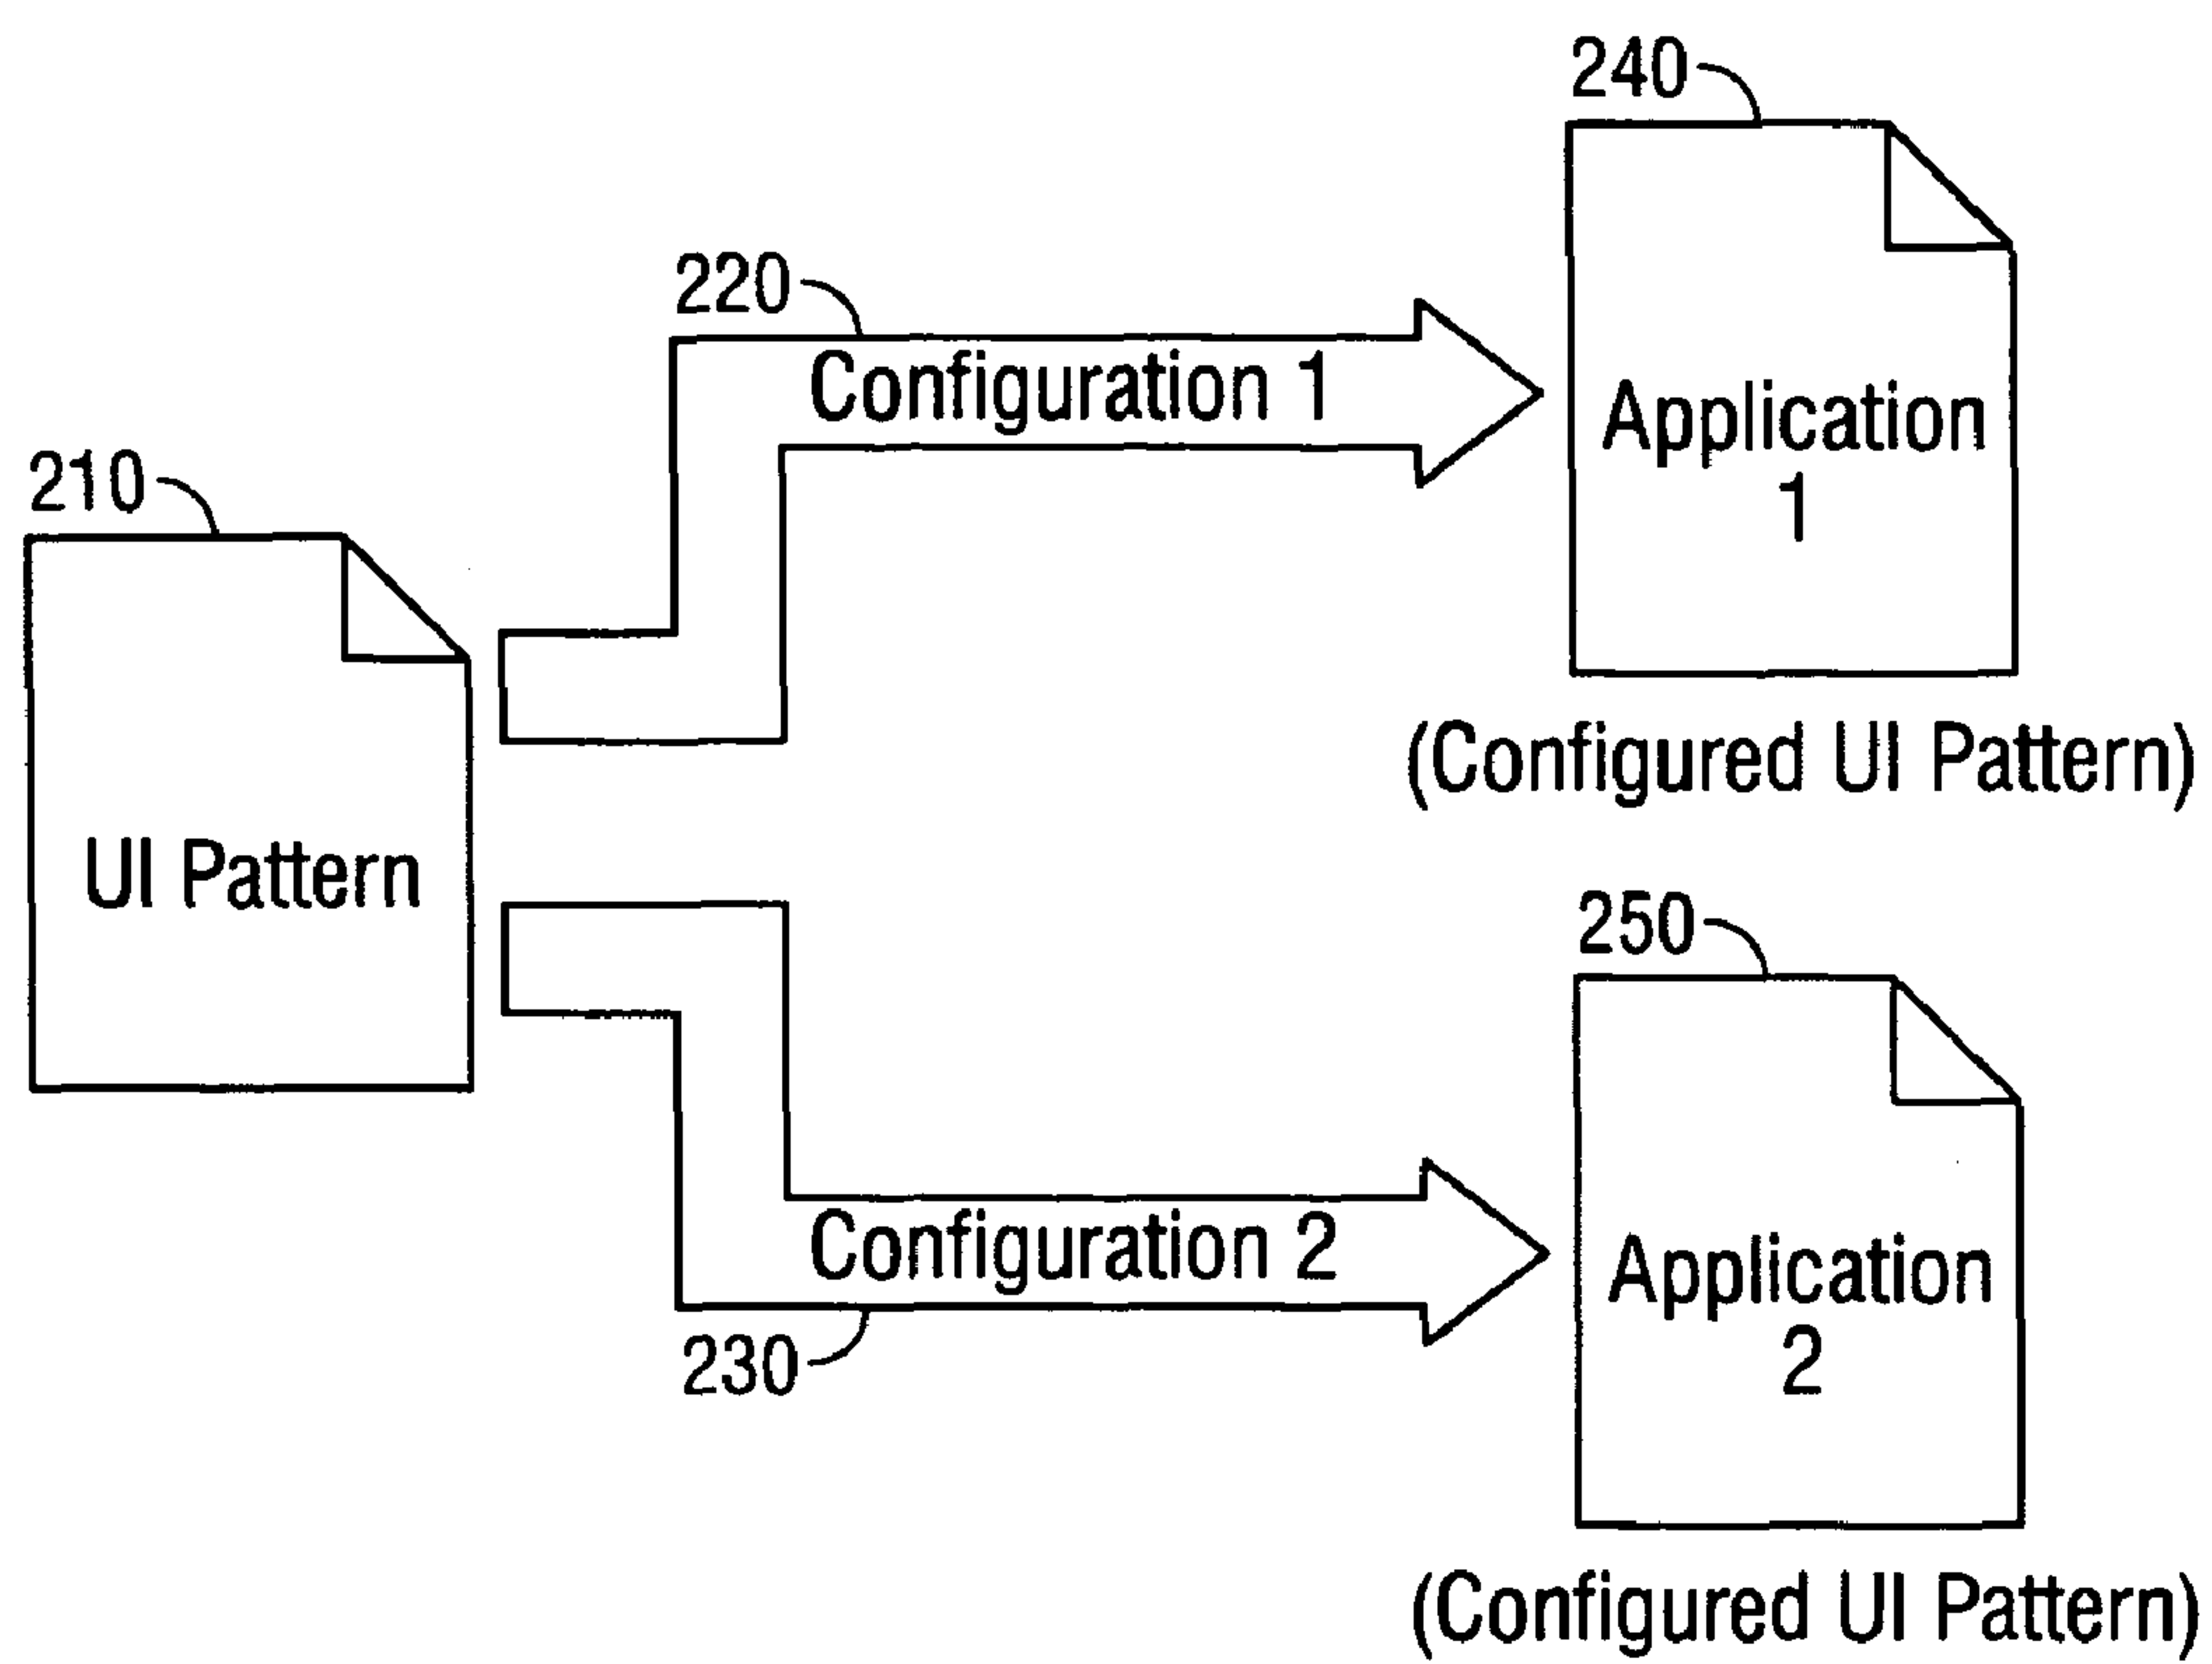 240
220
Configuration 1
Application
1
210
(Configured UI Pattern)
UI Pattern
250
Configuration 2
Application
2
230
(Configured UI Pattern)